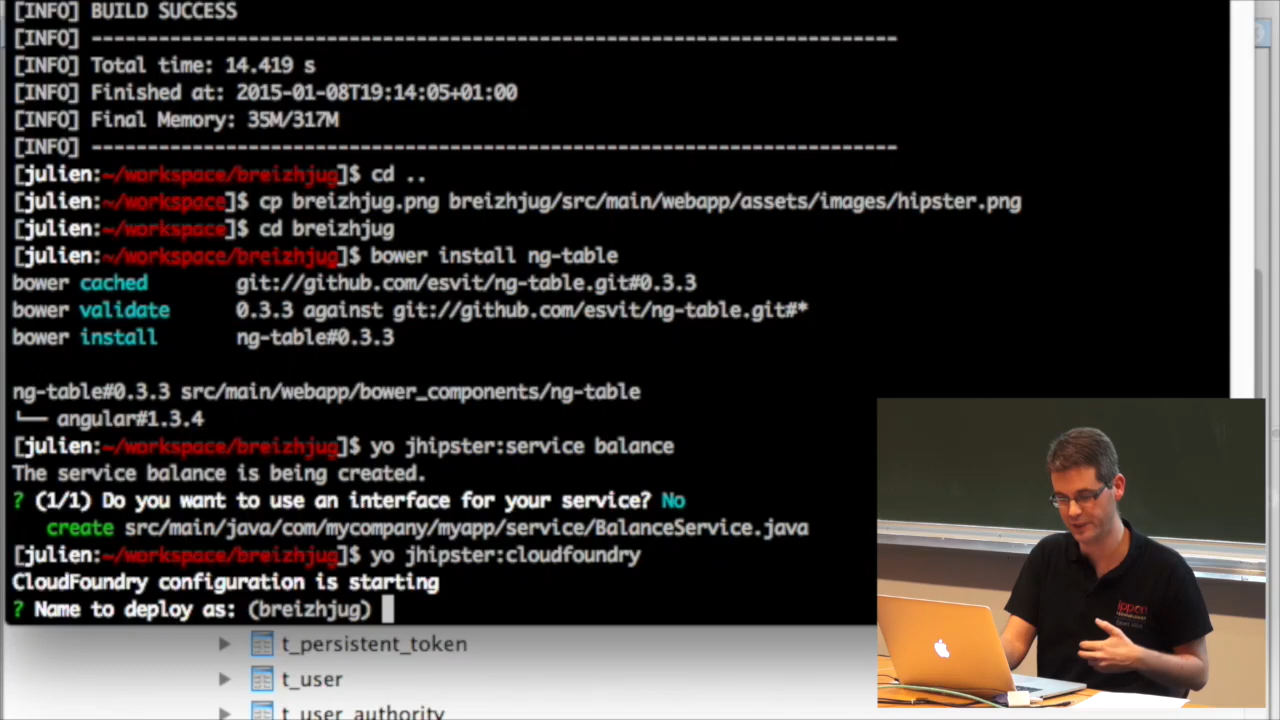 [INFO] BUILD SUCCESS
[INFO] ------------------------------------------------------------------------
[INFO] Total time: 14.419 s
[INFO] Finished at: 2015-01-08T19:14:05+01:00
[INFO] Final Memory: 35M/317M
[INFO] ------------------------------------------------------------------------
[julien:~/workspace/breizhjug]$ cd ..
[julien:~/workspace]$ cp breizhjug.png breizhjug/src/main/webapp/assets/images/hipster.png
[julien:~/workspace]$ cd breizhjug
[julien:~/workspace/breizhjug]$ bower install ng-table
bower cached git://github.com/esvit/ng-table.git#0.3.3
bower validate 0.3.3 against git://github.com/esvit/ng-table.git#*
bower install ng-table#0.3.3
ng-table#0.3.3 src/main/webapp/bower_components/ng-table
└── angular#1.3.4
[julien:~/workspace/breizhjug]$ yo jhipster:service balance
The service balance is being created.
? (1/1) Do you want to use an interface for your service? No
create src/main/java/com/mycompany/myapp/service/BalanceService.java
[julien:~/workspace/breizhjug]$ yo jhipster:cloudfoundry
CloudFoundry configuration is starting
? Name to deploy as: (breizhjug)
t_persistent_token
t_user
t_user_authority
ippon